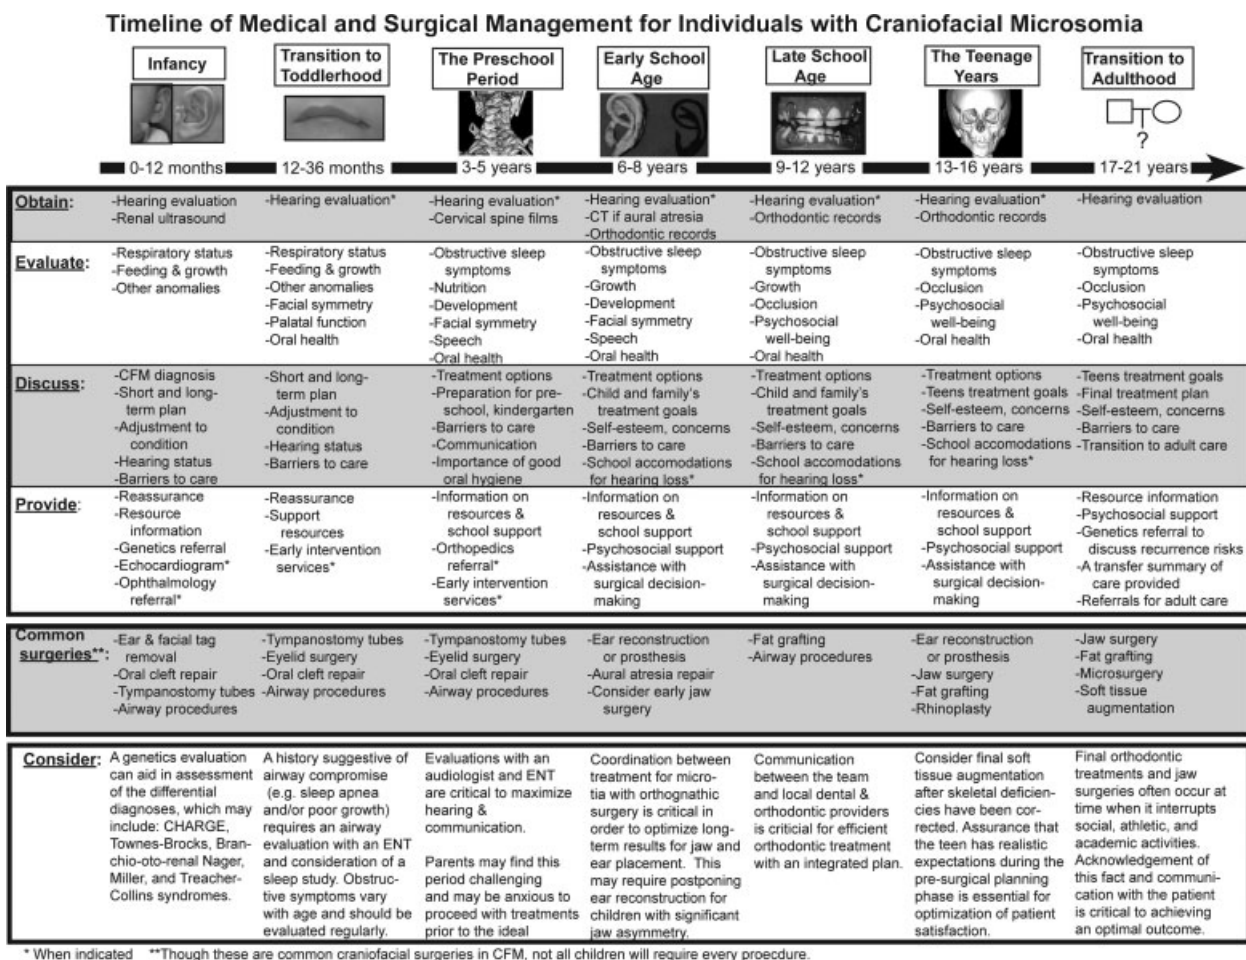 Timeline of Medical and Surgical Management for Individuals with Craniofacial Microsomia
Infancy
Transition to
Toddlerhood
The Preschool
Period
Early School
Age
Late School
Age
The Teenage
Years
Transition to
Adulthood
?
0-12 months
12-36 months
3-5 years
6-8 years
9-12 years
13-16 years
17-21 years
Obtain:
-Hearing evaluation
-Renal ultrasound
-Hearing evaluation*
-Hearing evaluation*
-Cervical spine films
-Hearing evaluation*
-CT if aural atresia
-Orthodontic records
-Hearing evaluation*
-Orthodontic records
-Hearing evaluation*
-Orthodontic records
-Hearing evaluation
Evaluate:
-Respiratory status
-Feeding & growth
-Other anomalies
-Respiratory status
-Feeding & growth
-Other anomalies
-Facial symmetry
-Palatal function
-Oral health
-Obstructive sleep
symptoms
-Nutrition
-Development
-Facial symmetry
-Speech
-Oral health
-Obstructive sleep
symptoms
-Growth
-Development
-Facial symmetry
-Speech
-Oral health
-Obstructive sleep
symptoms
-Growth
-Occlusion
-Psychosocial
well-being
-Oral health
-Obstructive sleep
symptoms
-Occlusion
-Psychosocial
well-being
-Oral health
-Obstructive sleep
symptoms
-Occlusion
-Psychosocial
well-being
-Oral health
Discuss:
-CFM diagnosis
-Short and long-
term plan
-Adjustment to
condition
-Hearing status
-Barriers to care
-Short and long-
term plan
-Adjustment to
condition
-Hearing status
-Barriers to care
-Treatment options
-Preparation for pre-
school, kindergarten
-Barriers to care
-Communication
-Importance of good
oral hygiene
-Treatment options
-Child and family's
treatment goals
-Self-esteem, concerns
-Barriers to care
-School accomodations
for hearing loss*
-Treatment options
-Child and family's
treatment goals
-Self-esteem, concerns
-Barriers to care
-School accomodations
for hearing loss*
-Treatment options
-Teens treatment goals
-Self-esteem, concerns
-Barriers to care
-School accomodations
for hearing loss*
-Teens treatment goals
-Final treatment plan
-Self-esteem, concerns
-Barriers to care
-Transition to adult care
Provide:
-Reassurance
-Resource
information
-Genetics referral
-Echocardiogram*
-Ophthalmology
referral*
-Reassurance
-Support
resources
-Early intervention
services*
-Information on
resources &
school support
-Orthopedics
referral*
-Early intervention
services*
-Information on
resources &
school support
-Psychosocial support
-Assistance with
surgical decision-
making
-Information on
resources &
school support
-Psychosocial support
-Assistance with
surgical decision-
making
-Information on
resources &
school support
-Psychosocial support
-Assistance with
surgical decision-
making
-Resource information
-Psychosocial support
-Genetics referral to
discuss recurrence risks
-A transfer summary of
care provided
-Referrals for adult care
Common
surgeries**:
-Ear & facial tag
removal
-Oral cleft repair
-Tympanostomy tubes
-Airway procedures
-Tympanostomy tubes
-Eyelid surgery
-Oral cleft repair
-Airway procedures
-Tympanostomy tubes
-Eyelid surgery
-Oral cleft repair
-Airway procedures
-Ear reconstruction
or prosthesis
-Aural atresia repair
-Consider early jaw
surgery
-Fat grafting
-Airway procedures
-Ear reconstruction
or prosthesis
-Jaw surgery
-Fat grafting
-Rhinoplasty
-Jaw surgery
-Fat grafting
-Microsurgery
-Soft tissue
augmentation
Consider:
A genetics evaluation
can aid in assessment
of the differential
diagnoses, which may
include: CHARGE,
Townes-Brocks, Bran-
chio-oto-renal Nager,
Miller, and Treacher-
Collins syndromes.
A history suggestive of
airway compromise
(e.g. sleep apnea
and/or poor growth)
requires an airway
evaluation with an ENT
and consideration of a
sleep study. Obstruc-
tive symptoms vary
with age and should be
evaluated regularly.
Evaluations with an
audiologist and ENT
are critical to maximize
hearing &
communication.
Parents may find this
period challenging
and may be anxious to
proceed with treatments
prior to the ideal
Coordination between
treatment for micro-
tia with orthognathic
surgery is critical in
order to optimize long-
term results for jaw and
ear placement. This
may require postponing
ear reconstruction for
children with significant
jaw asymmetry.
Communication
between the team
and local dental &
orthodontic providers
is criticial for efficient
orthodontic treatment
with an integrated plan.
Consider final soft
tissue augmentation
after skeletal deficien-
cies have been cor-
rected. Assurance that
the teen has realistic
expectations during the
pre-surgical planning
phase is essential for
optimization of patient
satisfaction.
Final orthodontic
treatments and jaw
surgeries often occur at
time when it interrupts
social, athletic, and
academic activities.
Acknowledgement of
this fact and communi-
cation with the patient
is critical to achieving
an optimal outcome.
* When indicated **Though these are common craniofacial surgeries in CFM, not all children will require every proecdure.